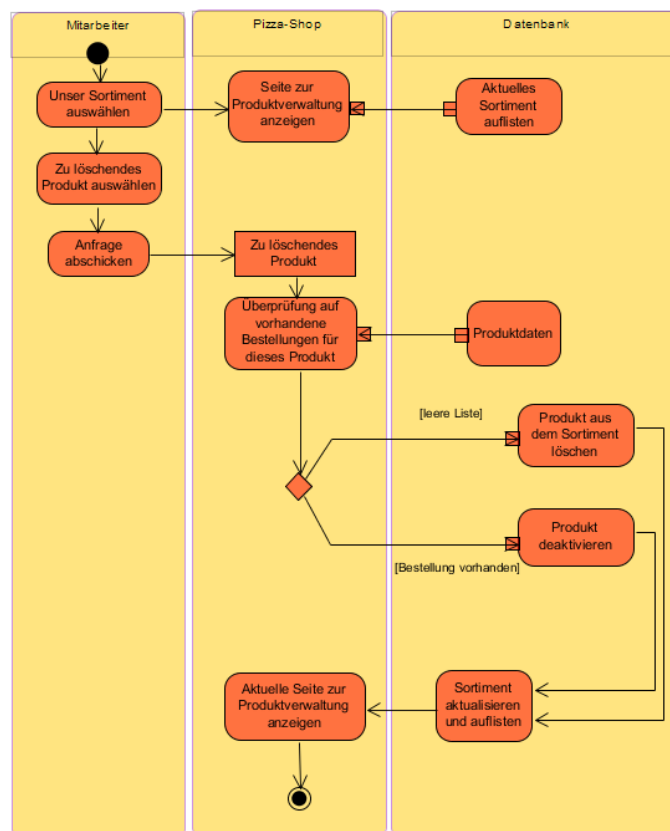 Mitarbeiter
Pizza-Shop
Datenbank
Unser Sortiment
auswählen
Seite zur
Produktverwaltung
anzeigen
Aktuelles
Sortiment
auflisten
Zu löschendes
Produkt auswählen
Anfrage
abschicken
Zu löschendes
Produkt
Überprüfung auf
vorhandene
Bestellungen für
dieses Produkt
Produktdaten
[leere Liste]
Produkt aus
dem Sortiment
löschen
Produkt
deaktivieren
[Bestellung vorhanden]
Aktuelle Seite zur
Produktverwaltung
anzeigen
Sortiment
aktualisieren
und auflisten